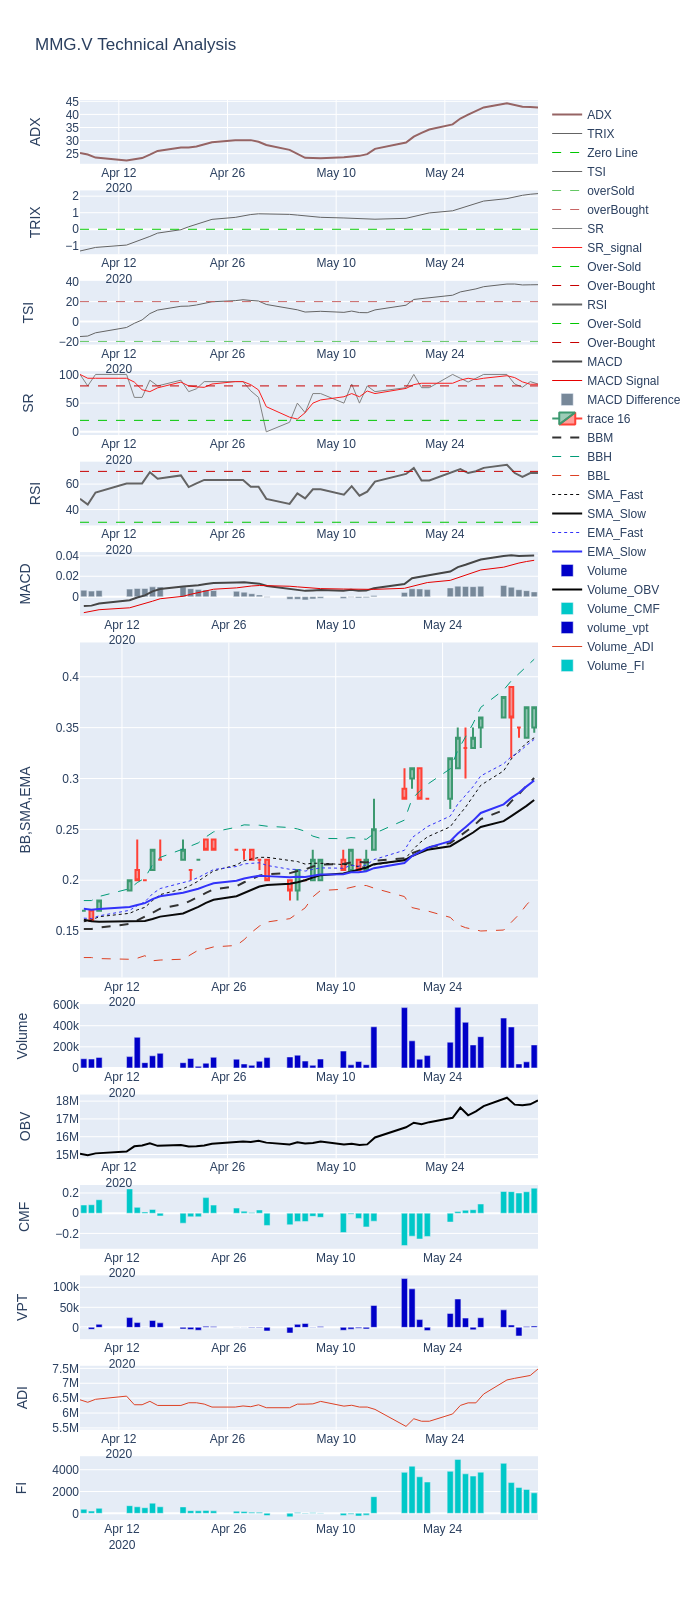 MMG.V Technical Analysis
ADX
45
40
35
30
25
Apr 12
2020
Apr 26
May 10
May 24
TRIX
2
1
0
−1
Apr 12
2020
Apr 26
May 10
May 24
TSI
40
20
0
−20
Apr 12
2020
Apr 26
May 10
May 24
SR
100
50
0
Apr 12
2020
Apr 26
May 10
May 24
RSI
60
40
Apr 12
2020
Apr 26
May 10
May 24
MACD
0.04
0.02
0
Apr 12
2020
Apr 26
May 10
May 24
BB,SMA,EMA
0.4
0.35
0.3
0.25
0.2
0.15
Apr 12
2020
Apr 26
May 10
May 24
Volume
600k
400k
200k
0
Apr 12
2020
Apr 26
May 10
May 24
OBV
18M
17M
16M
15M
Apr 12
2020
Apr 26
May 10
May 24
CMF
0.2
0
−0.2
Apr 12
2020
Apr 26
May 10
May 24
VPT
100k
50k
0
Apr 12
2020
Apr 26
May 10
May 24
ADI
7.5M
7M
6.5M
6M
5.5M
Apr 12
2020
Apr 26
May 10
May 24
FI
4000
2000
0
Apr 12
2020
Apr 26
May 10
May 24
ADX
TRIX
Zero Line
TSI
overSold
overBought
SR
SR_signal
Over-Sold
Over-Bought
RSI
Over-Sold
Over-Bought
MACD
MACD Signal
MACD Difference
trace 16
BBM
BBH
BBL
SMA_Fast
SMA_Slow
EMA_Fast
EMA_Slow
Volume
Volume_OBV
Volume_CMF
volume_vpt
Volume_ADI
Volume_FI